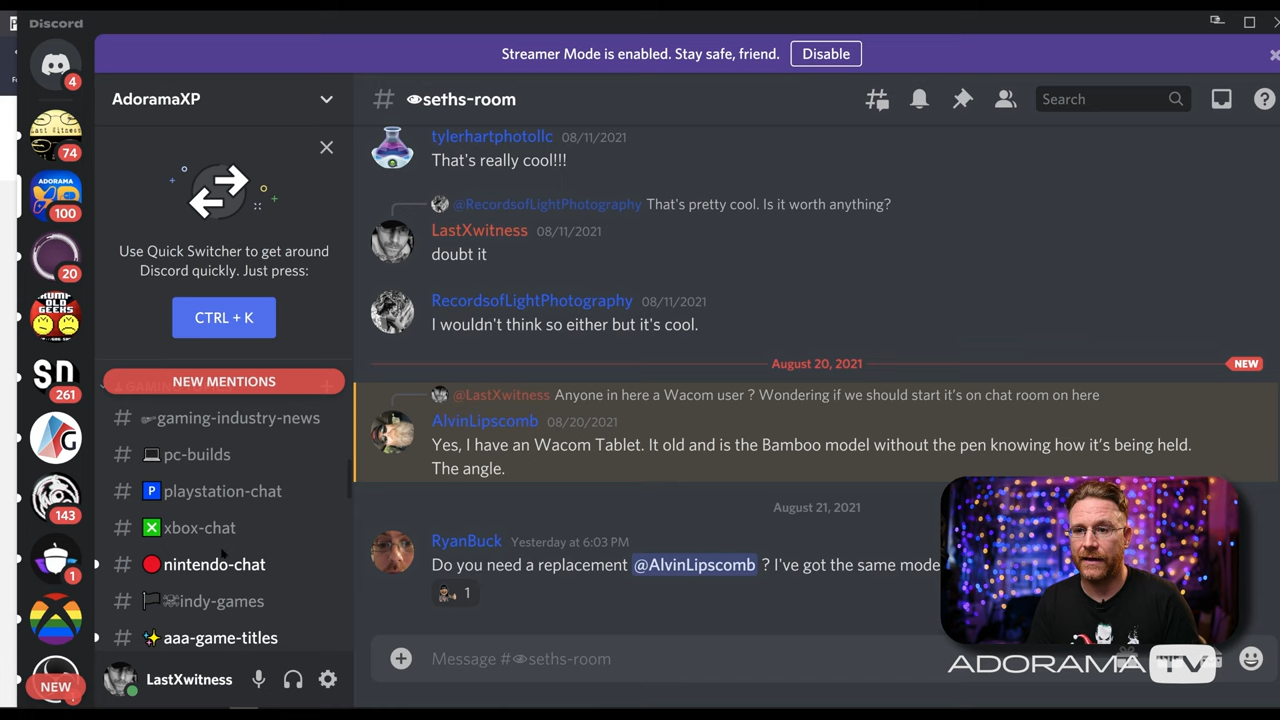 Discord
Streamer Mode is enabled. Stay safe, friend.
Disable
4
74
ADORAMA
100
20
261
143
1
NEW
AdoramaXP
Use Quick Switcher to get around
Discord quickly. Just press:
CTRL + K
NEW MENTIONS
# gaming-industry-news
# pc-builds
# P playstation-chat
# xbox-chat
# nintendo-chat
# indy-games
# aaa-game-titles
LastXwitness
# seths-room
Search
tylerhartphotollc 08/11/2021
That's really cool!!!
@RecordsofLightPhotography That's pretty cool. Is it worth anything?
LastXwitness 08/11/2021
doubt it
RecordsofLightPhotography 08/11/2021
I wouldn't think so either but it's cool.
August 20, 2021
NEW
@LastXwitness Anyone in here a Wacom user ? Wondering if we should start it's on chat room on here
AlvinLipscomb 08/20/2021
Yes, I have an Wacom Tablet. It old and is the Bamboo model without the pen knowing how it's being held.
The angle.
August 21, 2021
RyanBuck Yesterday at 6:03 PM
Do you need a replacement @AlvinLipscomb ? I've got the same mode
1
Message # seths-room
ADORAMA TV